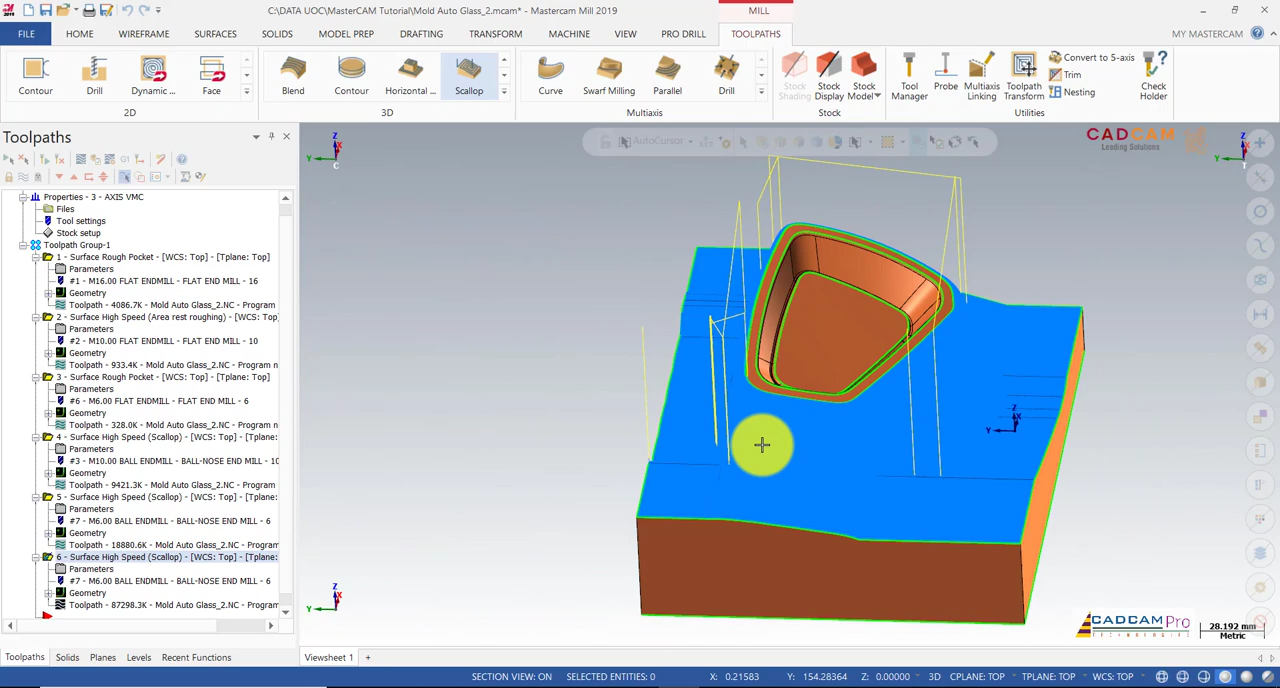 2019
C:\DATA UOC\MasterCAM Tutorial\Mold Auto Glass_2.mcam* - Mastercam Mill 2019
MILL
FILE HOME WIREFRAME SURFACES SOLIDS MODEL PREP DRAFTING TRANSFORM MACHINE VIEW PRO DRILL TOOLPATHS MY MASTERCAM
Contour Drill Dynamic ... Face
Blend Contour Horizontal ... Scallop
Curve Swarf Milling Parallel Drill
Stock Shading Stock Display Stock Model
Tool Manager Probe Multiaxis Linking Toolpath Transform
Convert to 5-axis
Trim
Nesting
Check Holder
2D 3D Multiaxis Stock Utilities
Toolpaths
AutoCursor
CADCAM
Leading Solutions
Properties - 3 - AXIS VMC
Files
Tool settings
Stock setup
Toolpath Group-1
1 - Surface Rough Pocket - [WCS: Top] - [Tplane: Top]
Parameters
#1 - M16.00 FLAT ENDMILL - FLAT END MILL - 16
Geometry
Toolpath - 4086.7K - Mold Auto Glass_2.NC - Program
2 - Surface High Speed (Area rest roughing) - [WCS: Top]
Parameters
#2 - M10.00 FLAT ENDMILL - FLAT END MILL - 10
Geometry
Toolpath - 933.4K - Mold Auto Glass_2.NC - Program n
3 - Surface Rough Pocket - [WCS: Top] - [Tplane: Top]
Parameters
#6 - M6.00 FLAT ENDMILL - FLAT END MILL - 6
Geometry
Toolpath - 328.0K - Mold Auto Glass_2.NC - Program n
4 - Surface High Speed (Scallop) - [WCS: Top] - [Tplane:
Parameters
#3 - M10.00 BALL ENDMILL - BALL-NOSE END MILL - 10
Geometry
Toolpath - 9421.3K - Mold Auto Glass_2.NC - Program
5 - Surface High Speed (Scallop) - [WCS: Top] - [Tplane:
Parameters
#7 - M6.00 BALL ENDMILL - BALL-NOSE END MILL - 6
Geometry
Toolpath - 18880.6K - Mold Auto Glass_2.NC - Program
6 - Surface High Speed (Scallop) - [WCS: Top] - [Tplane:
Parameters
#7 - M6.00 BALL ENDMILL - BALL-NOSE END MILL - 6
Geometry
Toolpath - 87298.3K - Mold Auto Glass_2.NC - Program
Z
X
Y
C
Z
X
Y
T
Z
X
Y
Z
X
Y
CADCAM Pro
28.192 mm
Metric
Toolpaths Solids Planes Levels Recent Functions
Viewsheet 1 +
SECTION VIEW: ON SELECTED ENTITIES: 0 X: 0.21583 Y: 154.28364 Z: 0.00000 3D CPLANE: TOP TPLANE: TOP WCS: TOP